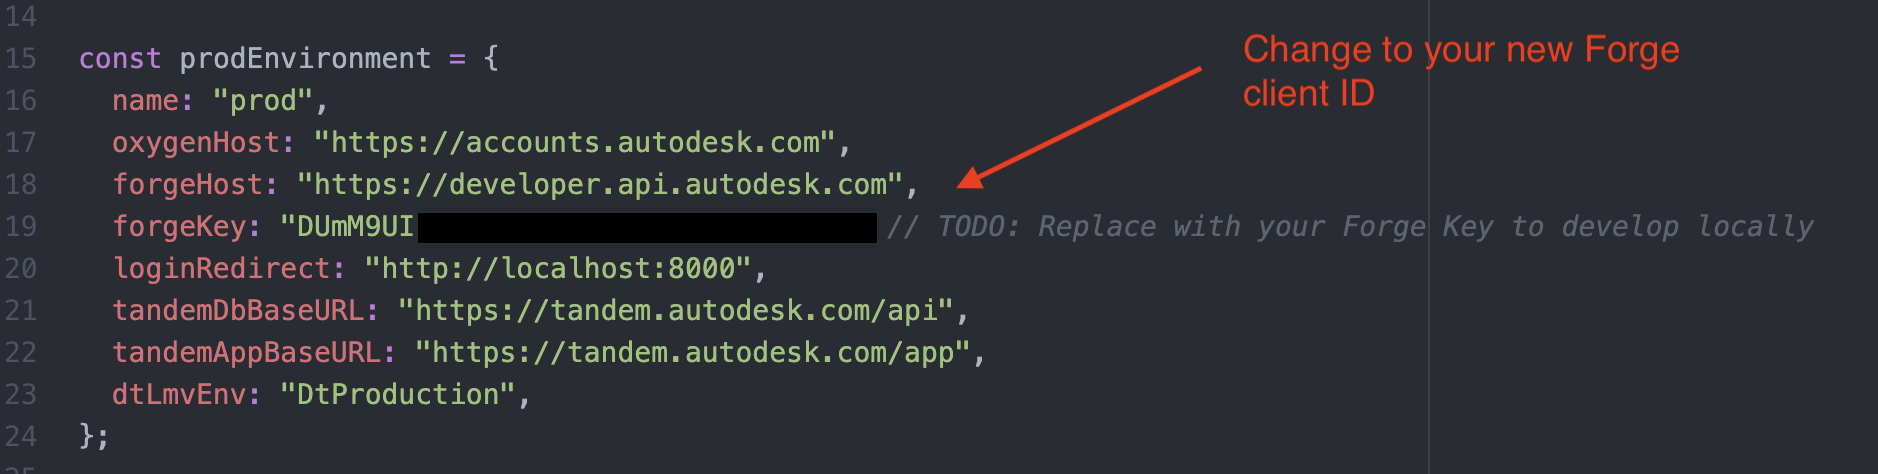 14
15 const prodEnvironment = {
16 name: "prod",
17 oxygenHost: "https://accounts.autodesk.com",
18 forgeHost: "https://developer.api.autodesk.com",
19 forgeKey: "DUmM9UI // TODO: Replace with your Forge Key to develop locally
20 loginRedirect: "http://localhost:8000",
21 tandemDbBaseURL: "https://tandem.autodesk.com/api",
22 tandemAppBaseURL: "https://tandem.autodesk.com/app",
23 dtLmvEnv: "DtProduction",
24 };
Change to your new Forge
client ID